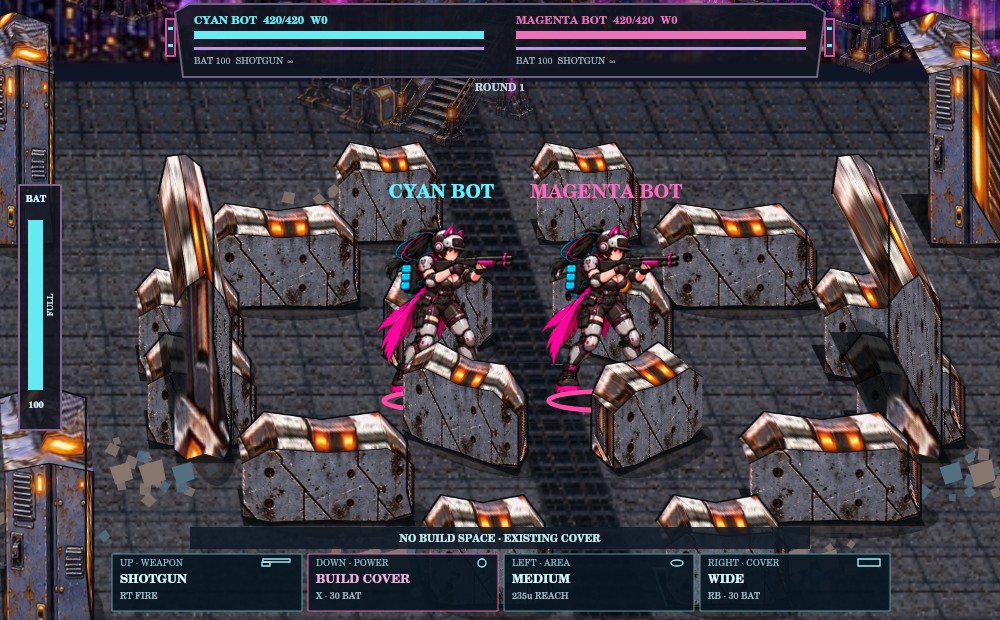 CYAN BOT 420/420 W0
BAT 100 SHOTGUN ∞
MAGENTA BOT 420/420 W0
BAT 100 SHOTGUN ∞
ROUND 1
BAT
FULL
100
CYAN BOT
MAGENTA BOT
NO BUILD SPACE · EXISTING COVER
UP · WEAPON
SHOTGUN
RT FIRE
DOWN · POWER
BUILD COVER
X · 30 BAT
LEFT · AREA
MEDIUM
235u REACH
RIGHT · COVER
WIDE
RB · 30 BAT